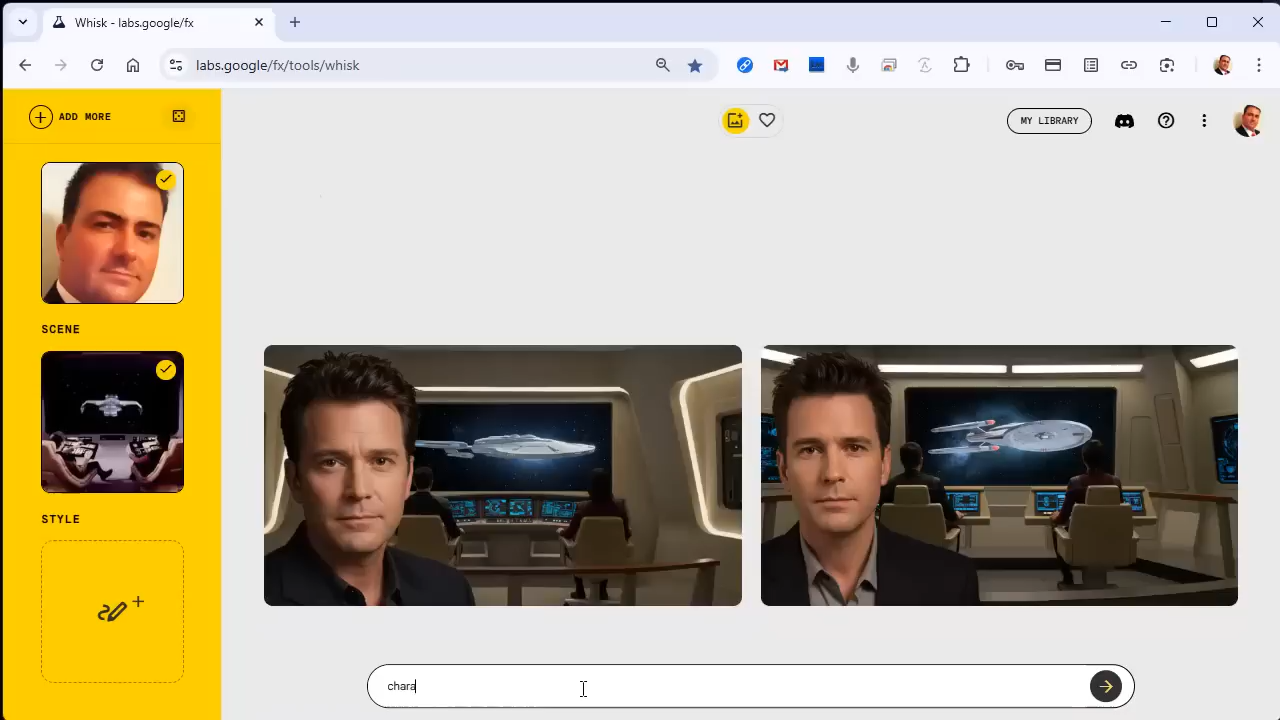 Whisk - labs.google/fx
labs.google/fx/tools/whisk
ADD MORE
MY LIBRARY
SCENE
STYLE
chara